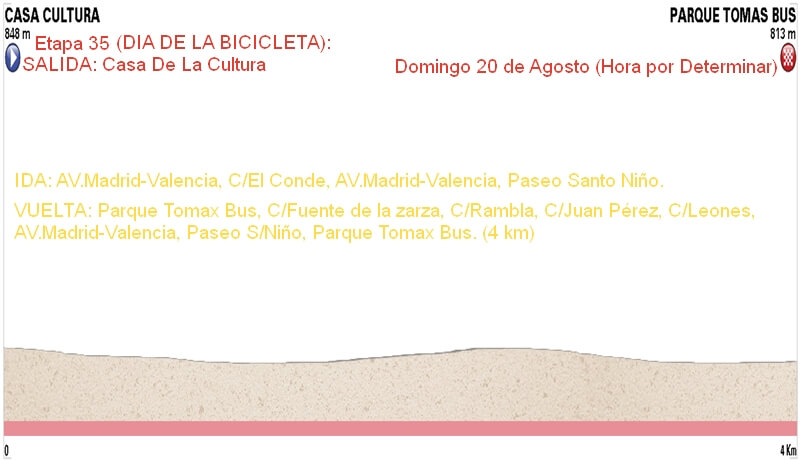 CASA CULTURA
PARQUE TOMAS BUS
848 m
813 m
Etapa 35 (DIA DE LA BICICLETA):
SALIDA: Casa De La Cultura
Domingo 20 de Agosto (Hora por Determinar)
IDA: AV.Madrid-Valencia, C/El Conde, AV.Madrid-Valencia, Paseo Santo Niño.
VUELTA: Parque Tomax Bus, C/Fuente de la zarza, C/Rambla, C/Juan Pérez, C/Leones,
AV.Madrid-Valencia, Paseo S/Niño, Parque Tomax Bus. (4 km)
0
4 Km